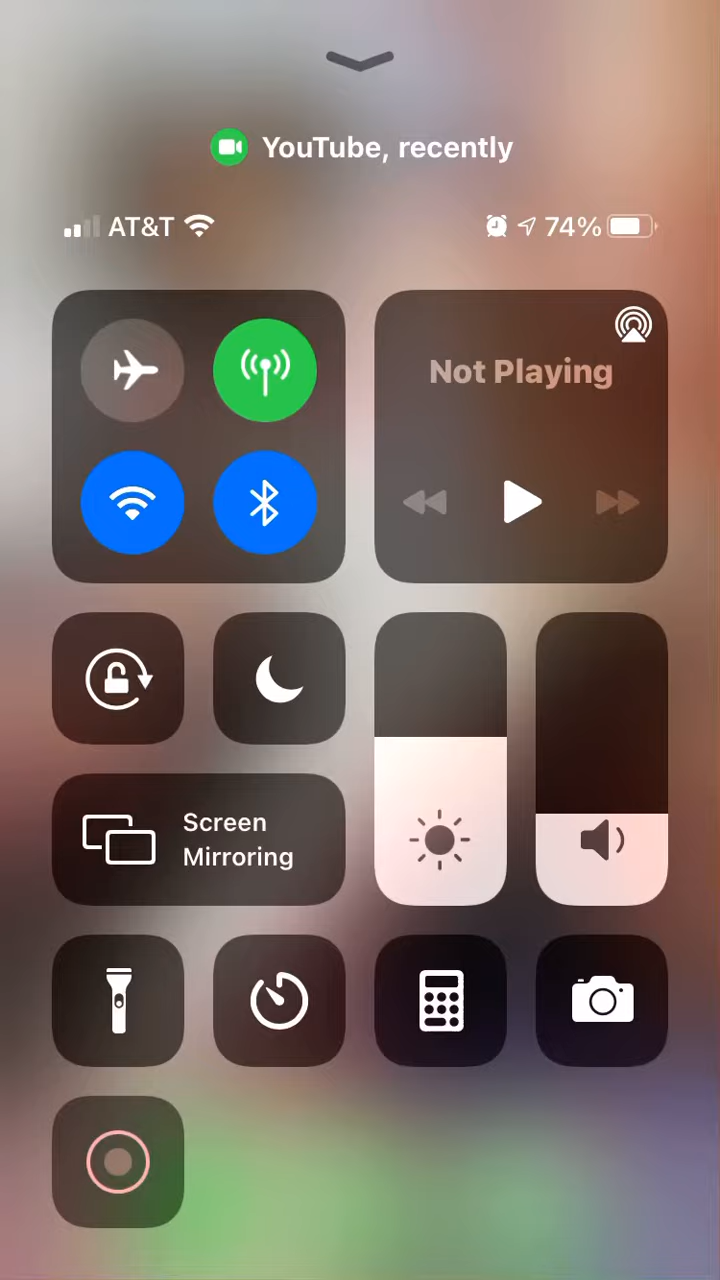 YouTube, recently
AT&T
74%
Not Playing
Screen
Mirroring